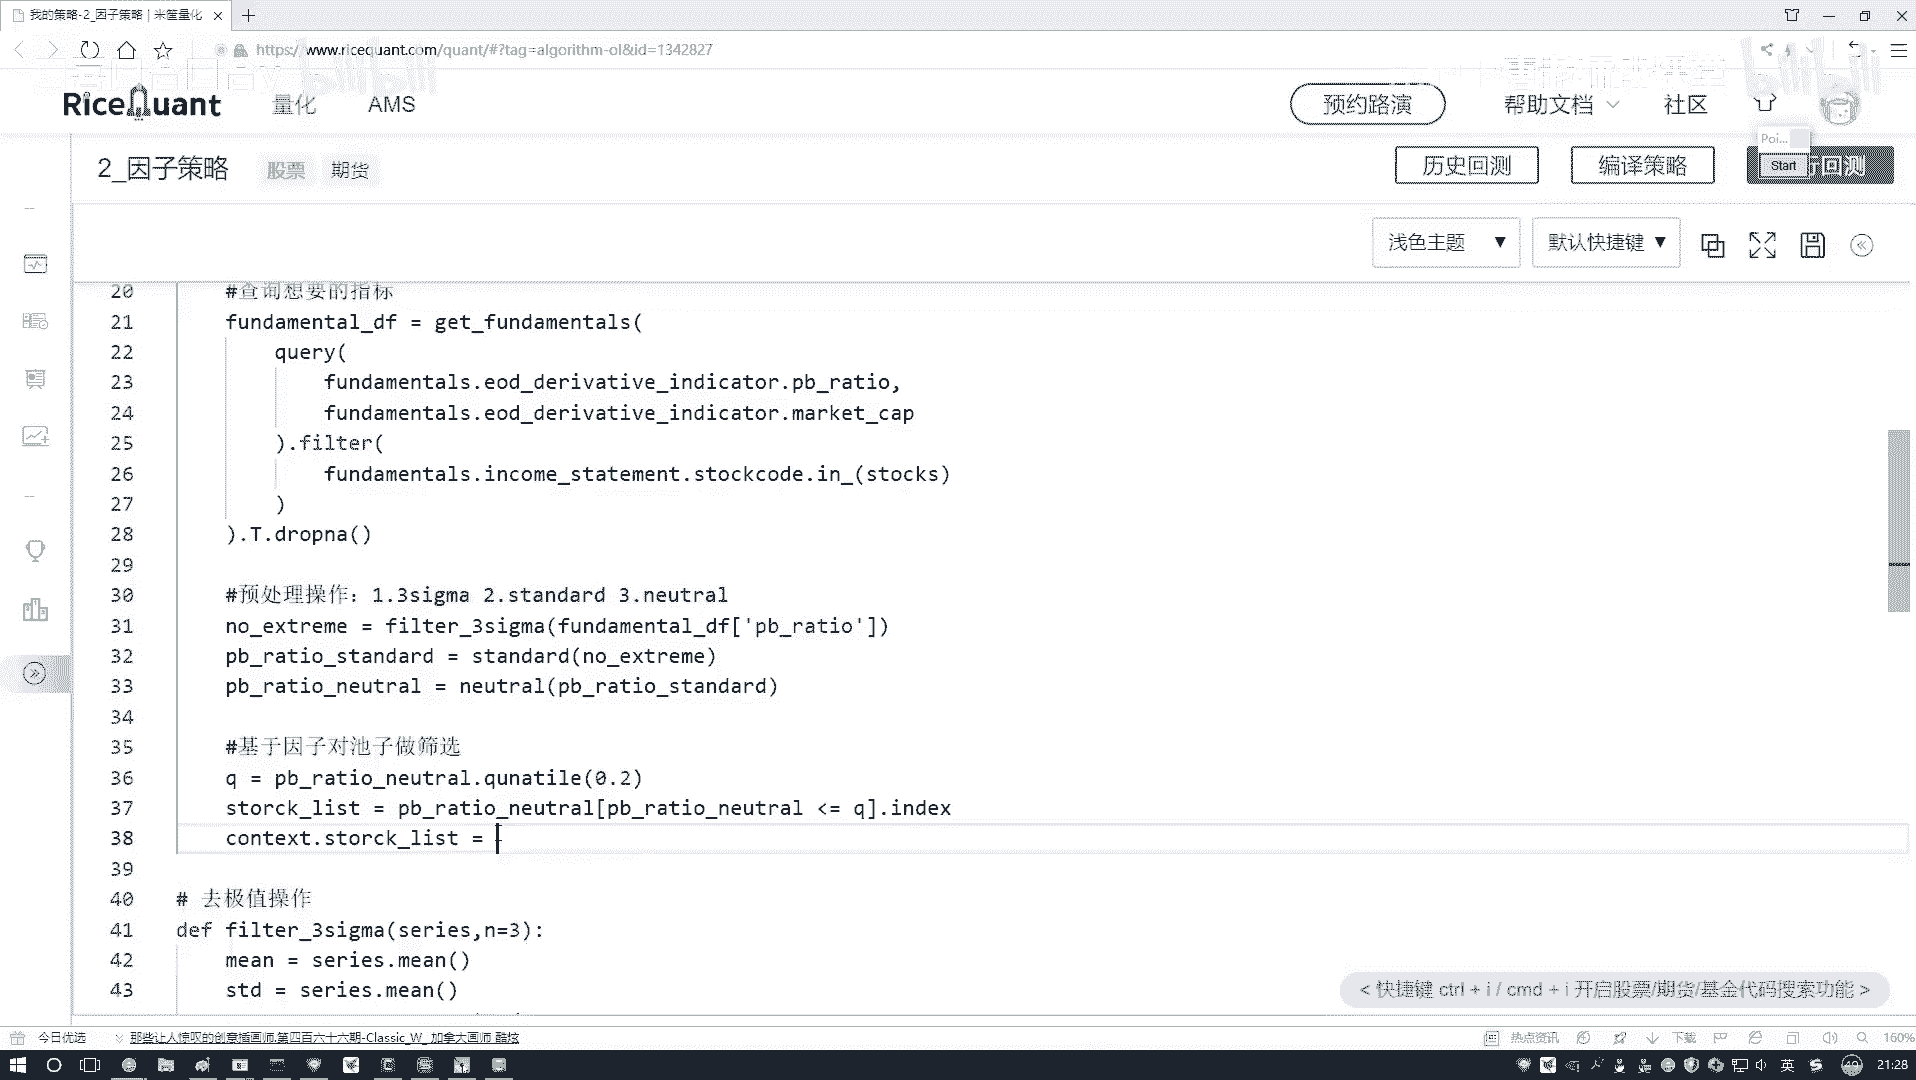 我的策略-2_因子策略 | 米筐量化
https://www.ricequant.com/quant/#?tag=algorithm-ol&id=1342827
bilibili
RiceQuant 量化 AMS 预约路演 帮助文档 社区
Poi...
2_因子策略 股票 期货 历史回测 编译策略 Start 行回测
浅色主题 默认快捷键
20 #查询想要的指标
21 fundamental_df = get_fundamentals(
22 query(
23 fundamentals.eod_derivative_indicator.pb_ratio,
24 fundamentals.eod_derivative_indicator.market_cap
25 ).filter(
26 fundamentals.income_statement.stockcode.in_(stocks)
27 )
28 ).T.dropna()
29
30 #预处理操作：1.3sigma 2.standard 3.neutral
31 no_extreme = filter_3sigma(fundamental_df['pb_ratio'])
32 pb_ratio_standard = standard(no_extreme)
33 pb_ratio_neutral = neutral(pb_ratio_standard)
34
35 #基于因子对池子做筛选
36 q = pb_ratio_neutral.qunatile(0.2)
37 storck_list = pb_ratio_neutral[pb_ratio_neutral <= q].index
38 context.storck_list =
39
40 # 去极值操作
41 def filter_3sigma(series,n=3):
42 mean = series.mean()
43 std = series.mean()
< 快捷键 ctrl + i / cmd + i 开启股票/期货/基金代码搜索功能 >
今日优选 那些让人惊叹的创意插画师.第四百六十六期-Classic_W_ 加拿大画师 酷炫 热点资讯 下载 160%
英 21:28